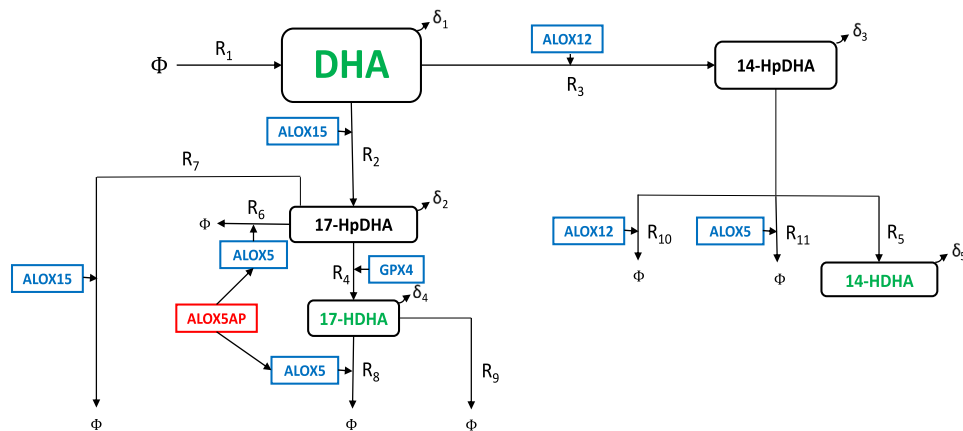 δ₁
ALOX12
δ₃
R₁
Φ
DHA
14-HpDHA
R₃
ALOX15
R₂
R₇
δ₂
R₆
Φ
17-HpDHA
ALOX12
R₁₀
ALOX5
R₁₁
R₅
ALOX5
δ₅
ALOX15
R₄
GPX4
Φ
Φ
14-HDHA
δ₄
ALOX5AP
17-HDHA
ALOX5
R₈
R₉
Φ
Φ
Φ